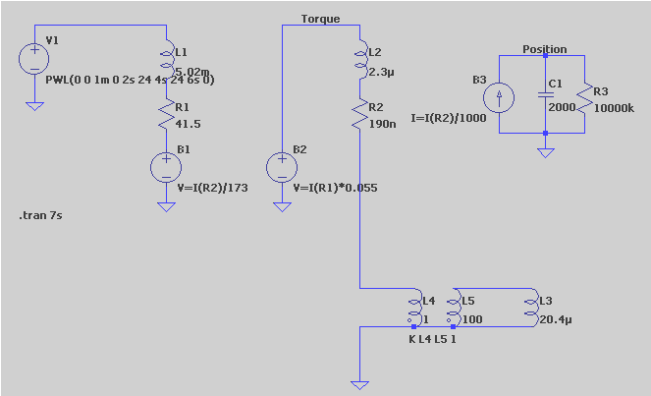 Torque
V1
PWL(0 0 1m 0 2s 24 4s 24 6s 0)
L1
5.02m
R1
41.5
B1
V=I(R2)/173
.tran 7s
L2
2.3µ
R2
190n
B2
V=I(R1)*0.055
Position
B3
I=I(R2)/1000
C1
2000
R3
10000k
L4
1
L5
100
L3
20.4µ
K L4 L5 1